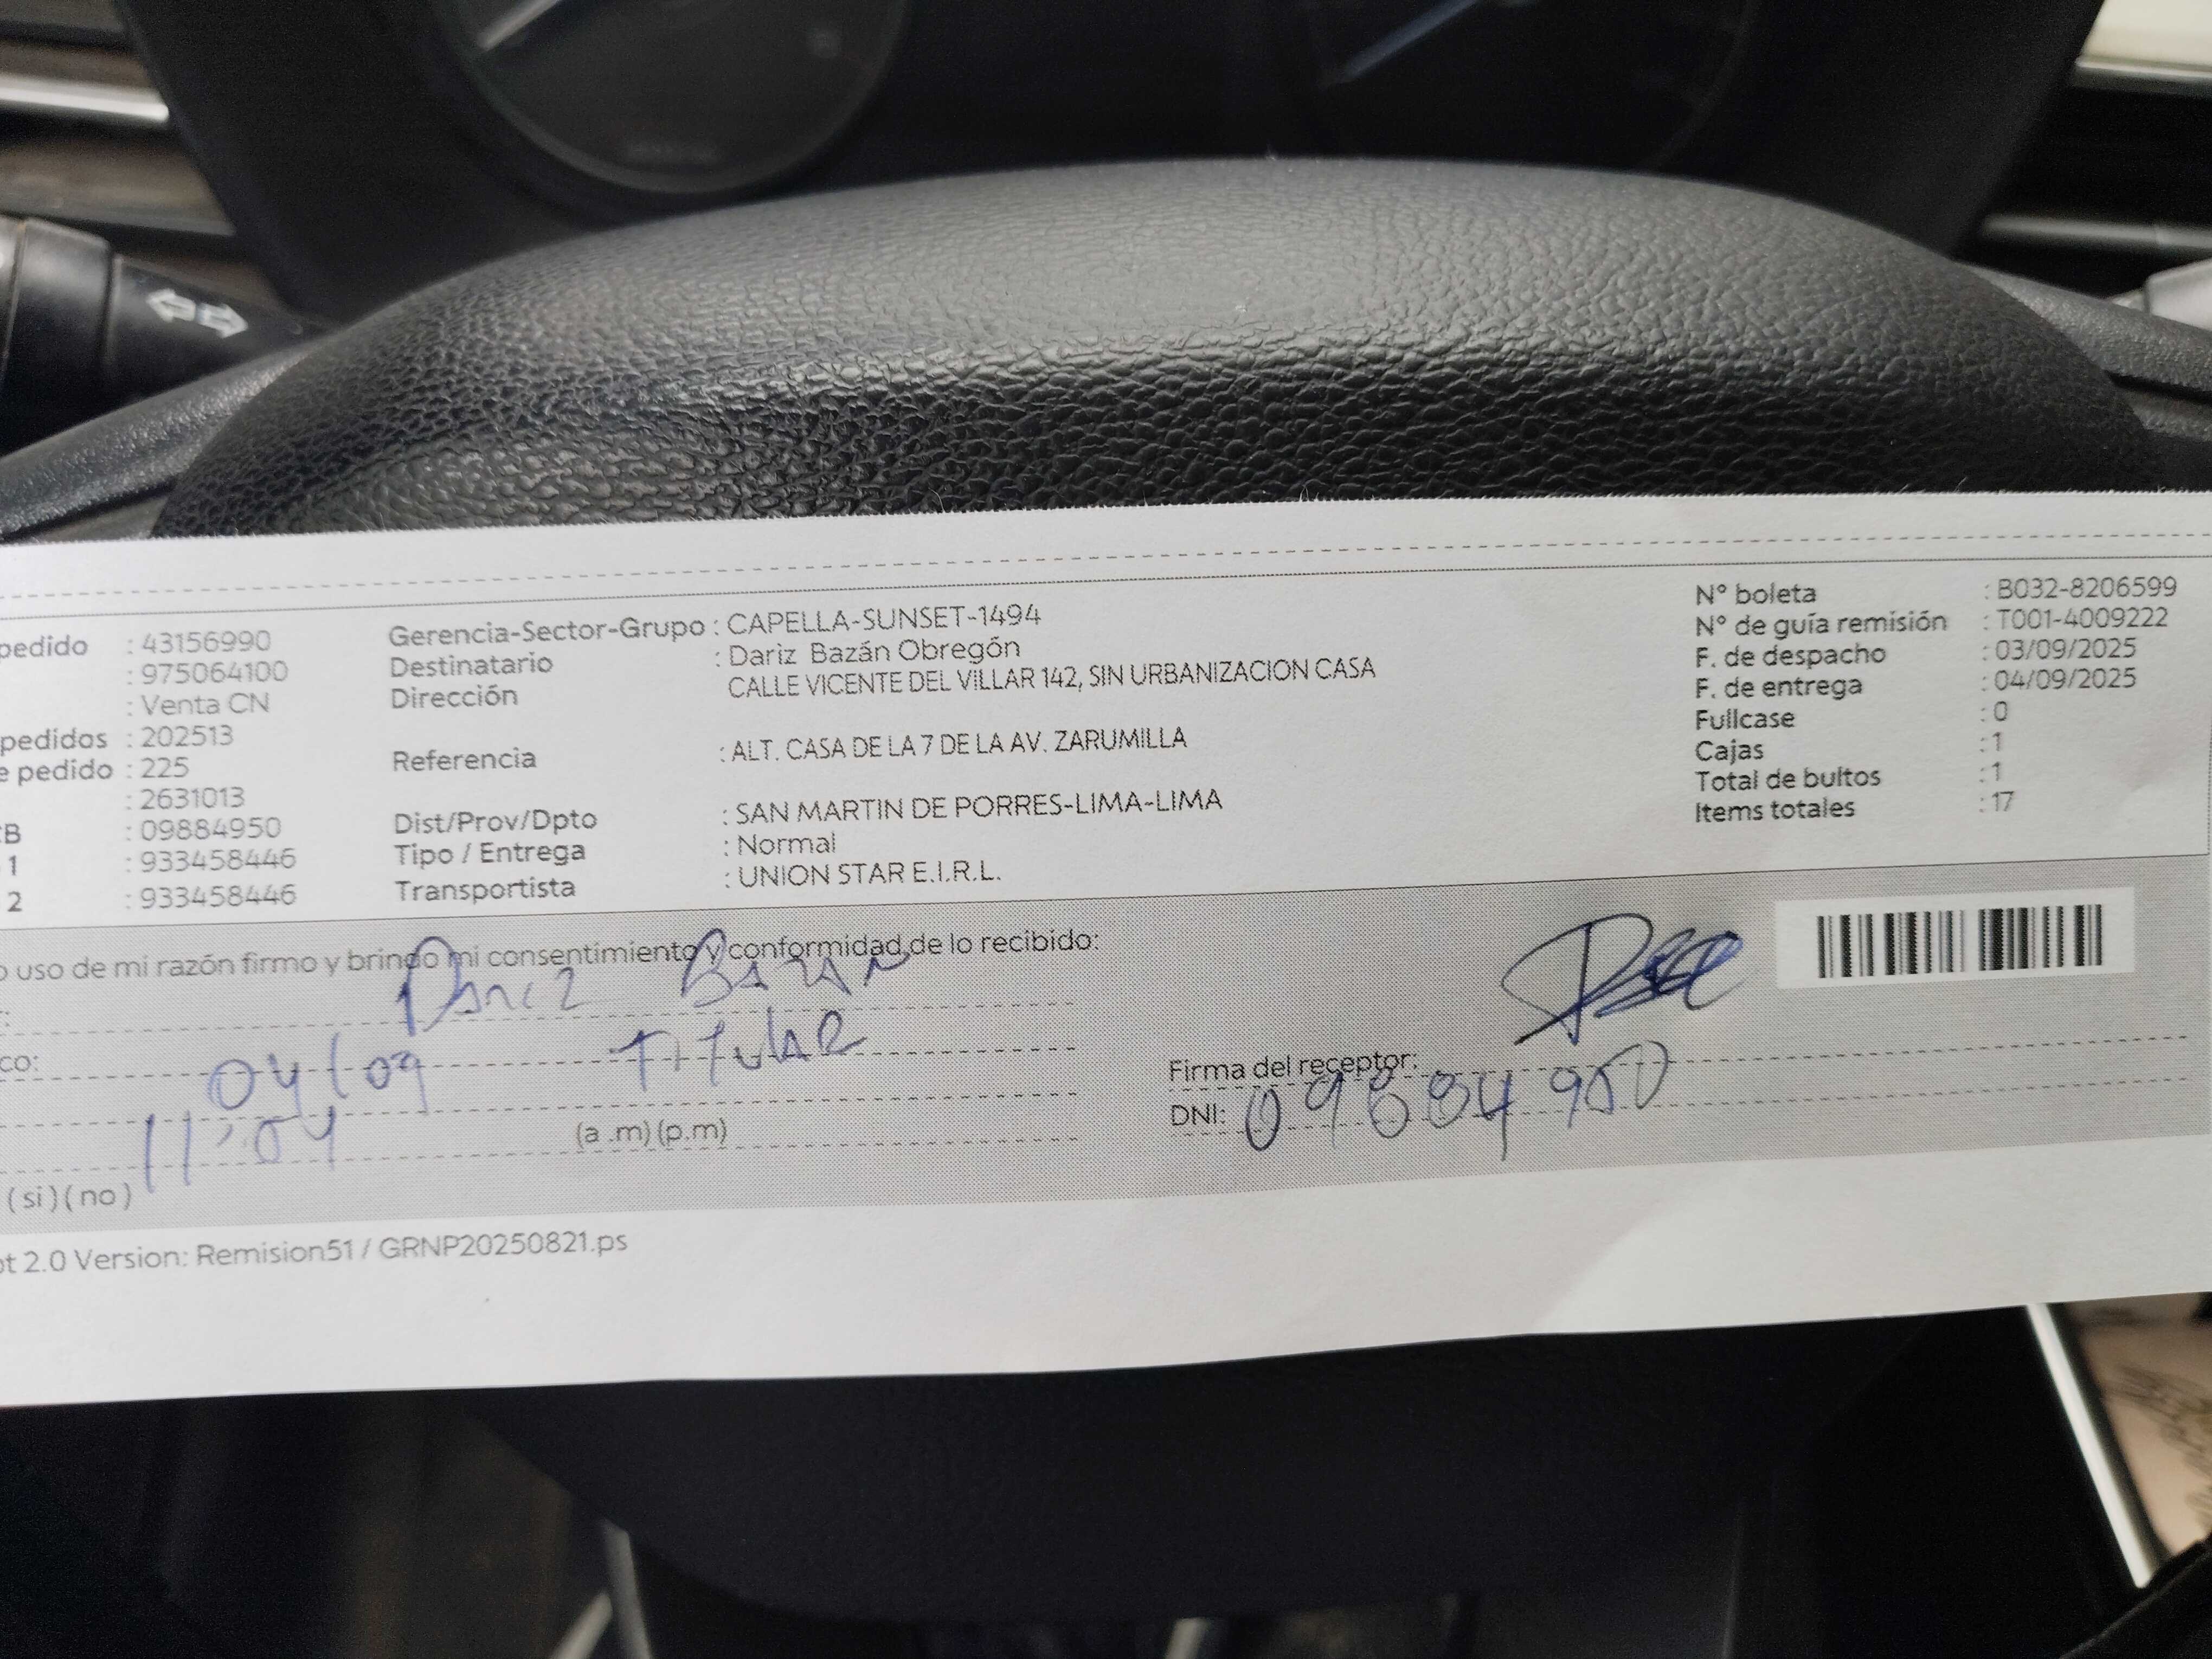 pedido : 43156990
: 975064100
: Venta CN
pedidos : 202513
e pedido : 225
: 2631013
CB : 09884950
1 : 933458446
2 : 933458446
Gerencia-Sector-Grupo : CAPELLA-SUNSET-1494
Destinatario : Dariz Bazán Obregón
Dirección CALLE VICENTE DEL VILLAR 142, SIN URBANIZACION CASA
Referencia : ALT. CASA DE LA 7 DE LA AV. ZARUMILLA
Dist/Prov/Dpto : SAN MARTIN DE PORRES-LIMA-LIMA
Tipo / Entrega : Normal
Transportista : UNION STAR E.I.R.L.
N° boleta : B032-8206599
N° de guía remisión : T001-4009222
F. de despacho : 03/09/2025
F. de entrega : 04/09/2025
Fullcase : 0
Cajas : 1
Total de bultos : 1
Items totales : 17
o uso de mi razón firmo y brindo mi consentimiento y conformidad de lo recibido:
: Dariz Bazan
co: 04/09 Titular
11:04 (a .m) (p.m)
(si) (no)
Firma del receptor:
DNI: 09884950
ot 2.0 Version: Remision51 / GRNP20250821.ps